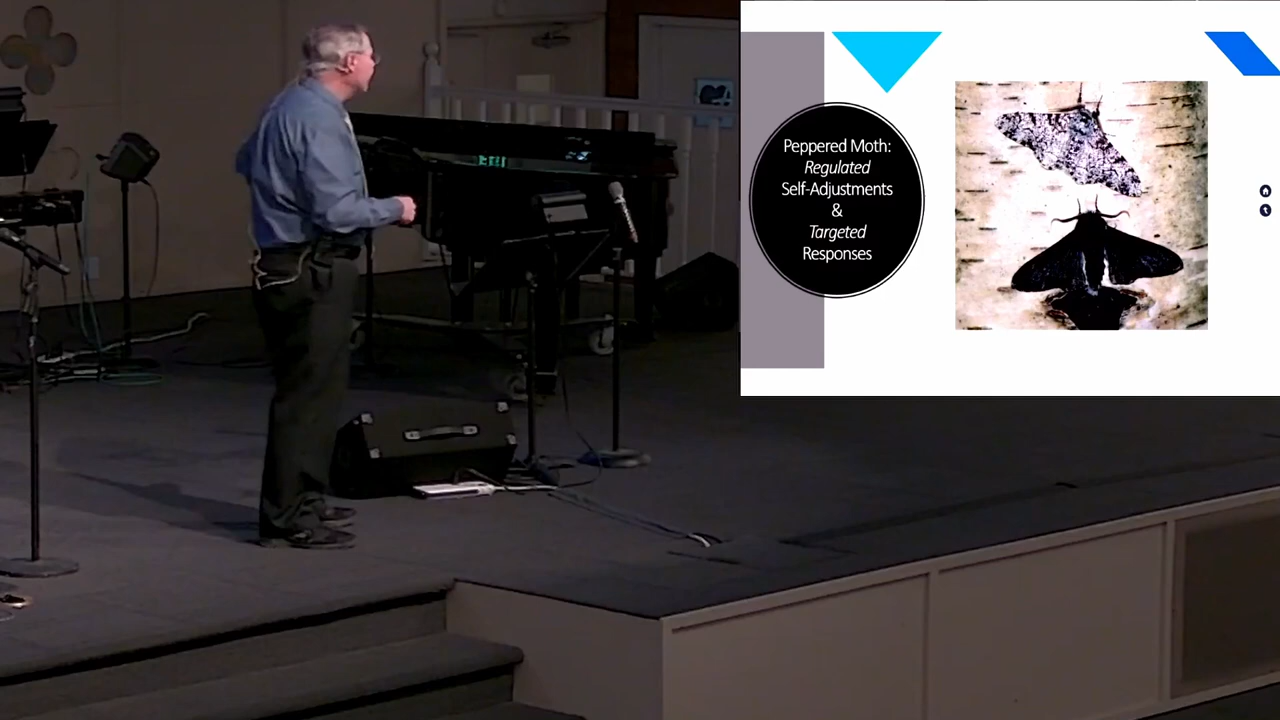 Peppered Moth:
Regulated
Self-Adjustments
&
Targeted
Responses